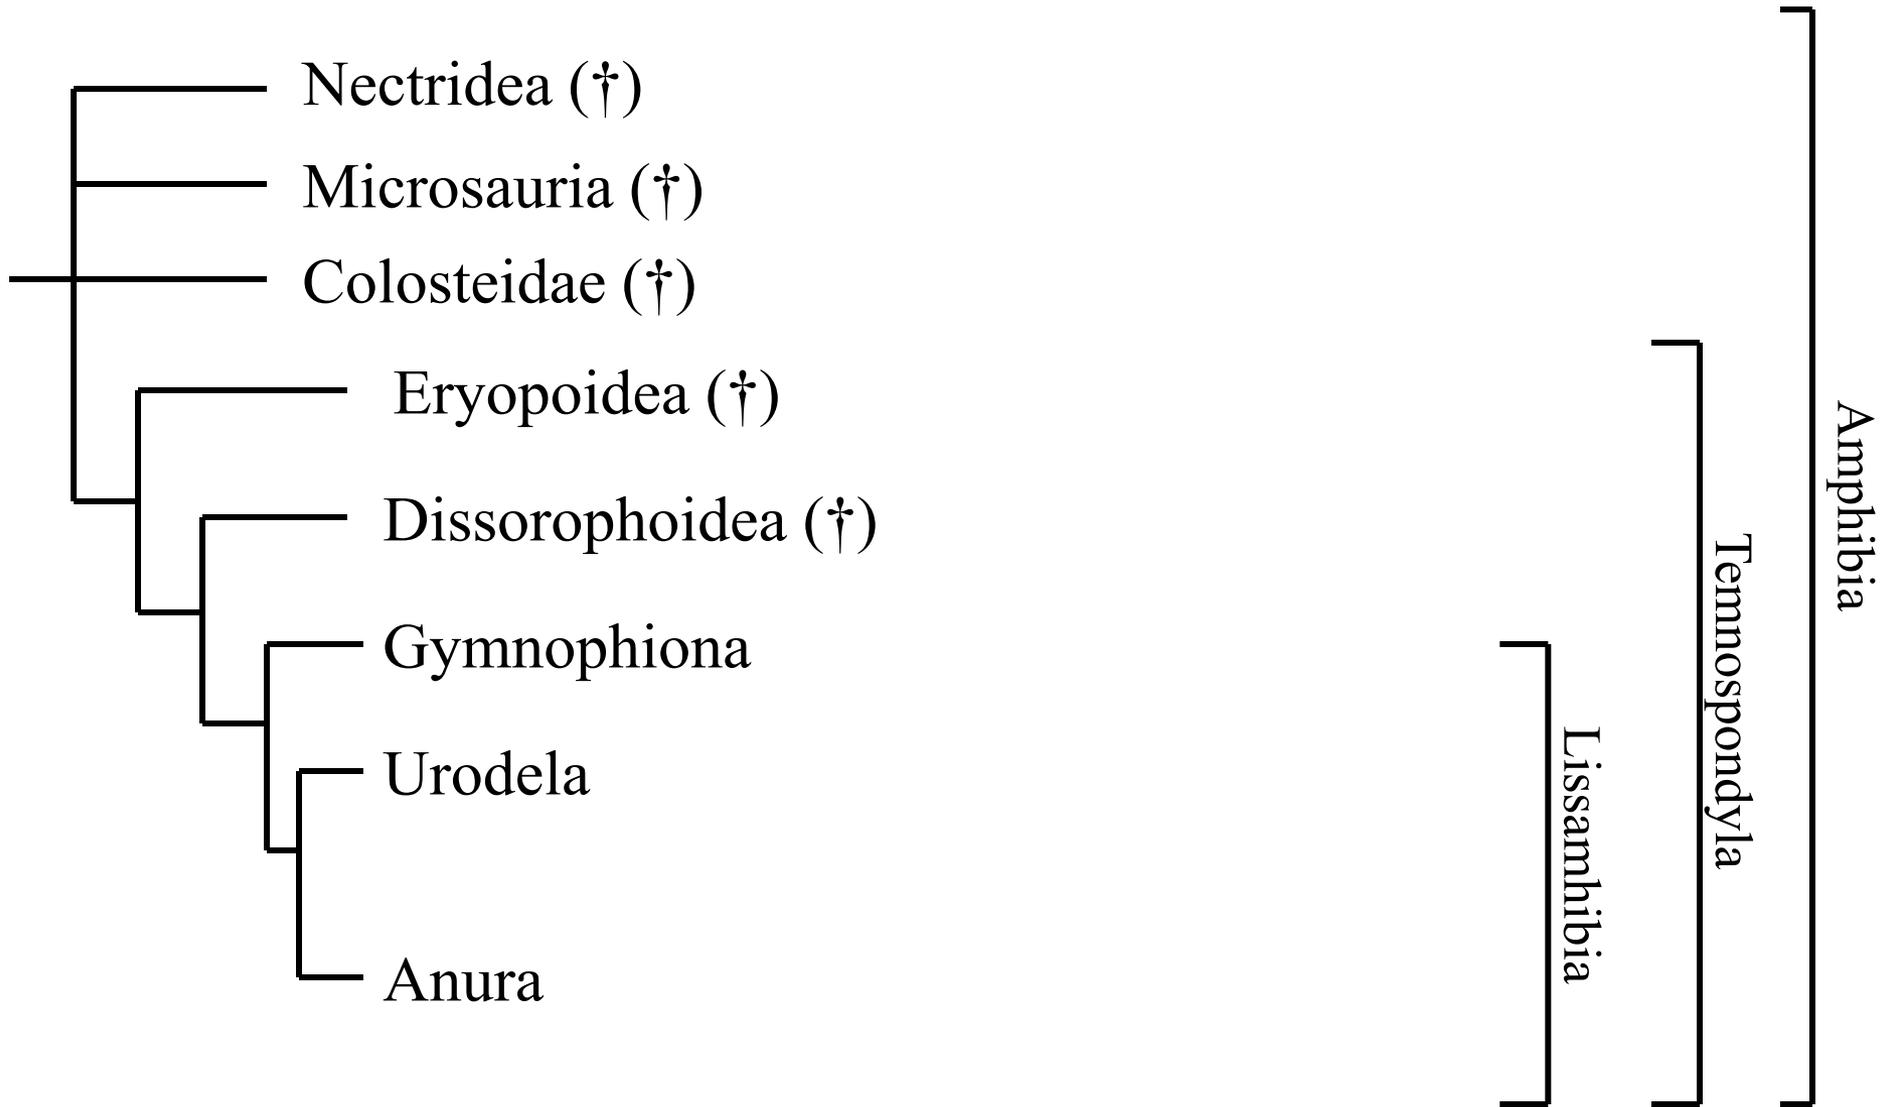 Nectridea (†)
Microsauria (†)
Colosteidae (†)
Eryopoidea (†)
Dissorophoidea (†)
Gymnophiona
Urodela
Anura
Lissamhibia
Temnospondyla
Amphibia